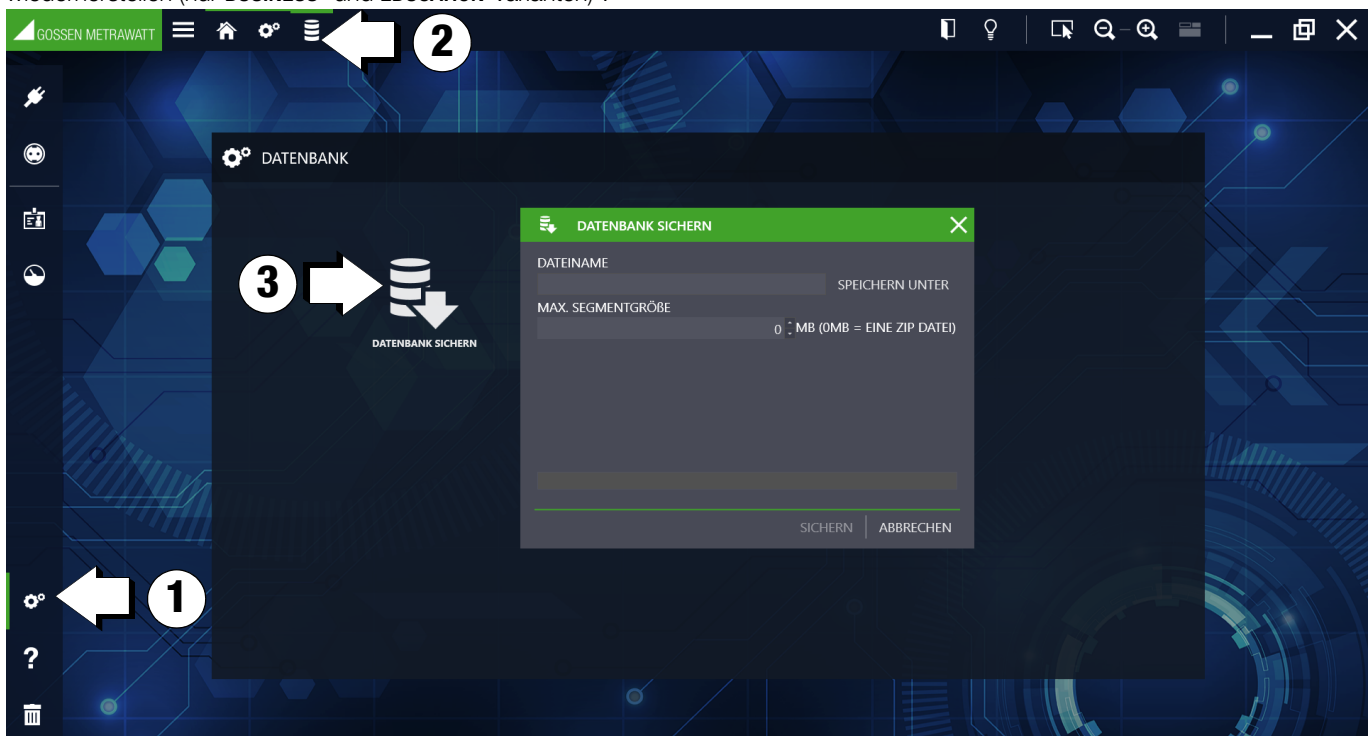 GOSSEN METRAWATT
2
DATENBANK
DATENBANK SICHERN
DATEINAME
3
SPEICHERN UNTER
MAX. SEGMENTGRÖßE
0 MB (0MB = EINE ZIP DATEI)
DATENBANK SICHERN
SICHERN ABBRECHEN
1
?